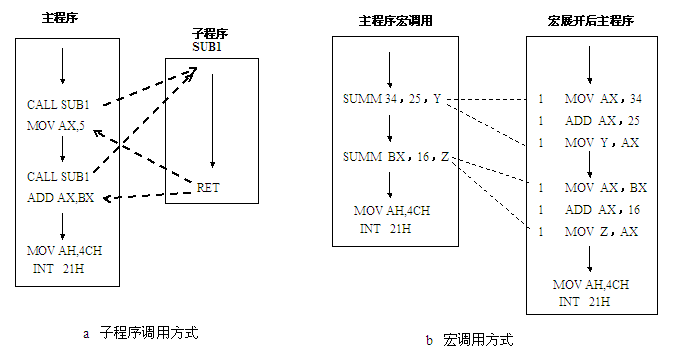 主程序
子程序
SUB1
CALL SUB1
MOV AX,5
CALL SUB1
ADD AX,BX
RET
MOV AH,4CH
INT 21H
a 子程序调用方式
主程序宏调用
SUMM 34，25，Y
SUMM BX，16，Z
MOV AH,4CH
INT 21H
宏展开后主程序
1 MOV AX，34
1 ADD AX，25
1 MOV Y，AX
1 MOV AX，BX
1 ADD AX，16
1 MOV Z，AX
MOV AH,4CH
INT 21H
b 宏调用方式